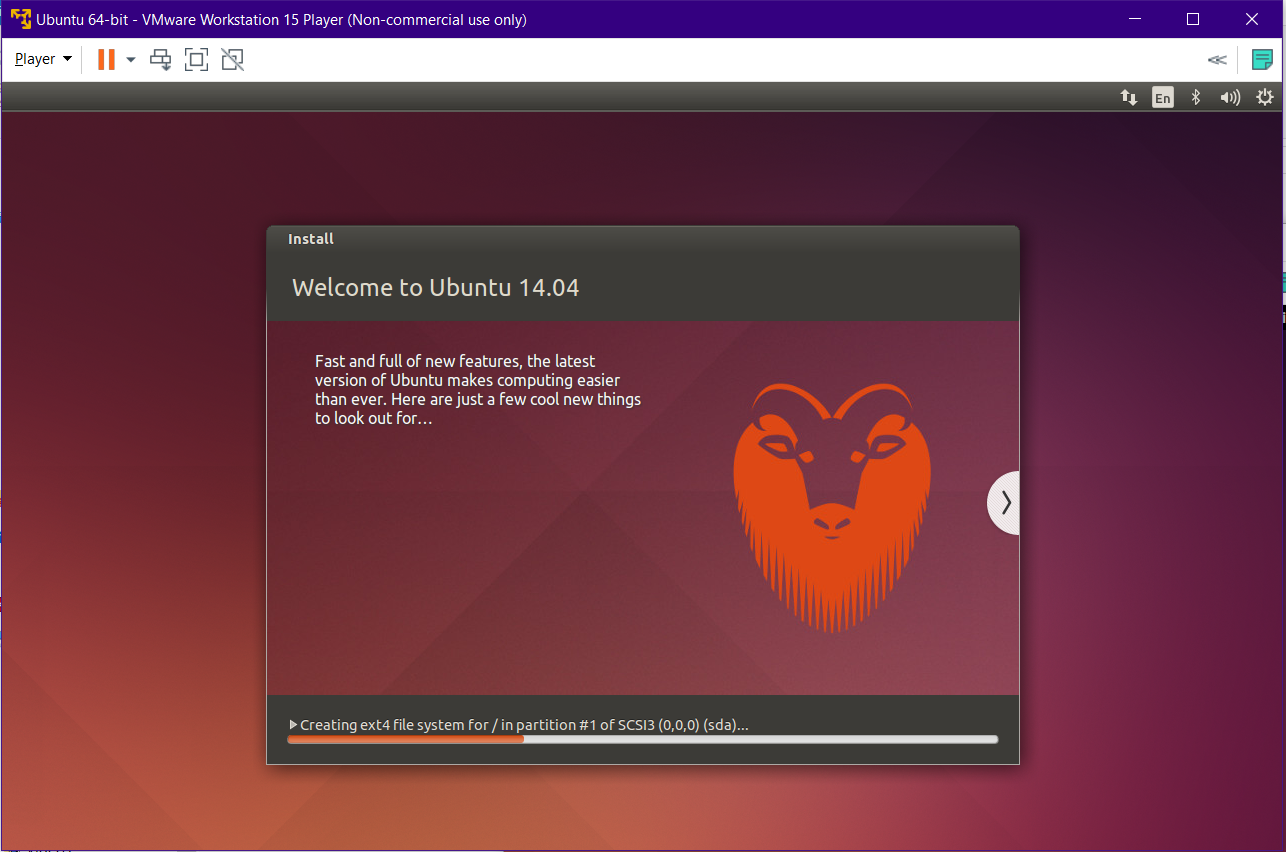 Ubuntu 64-bit - VMware Workstation 15 Player (Non-commercial use only)
Player
En
Install
Welcome to Ubuntu 14.04
Fast and full of new features, the latest
version of Ubuntu makes computing easier
than ever. Here are just a few cool new things
to look out for…
Creating ext4 file system for / in partition #1 of SCSI3 (0,0,0) (sda)...